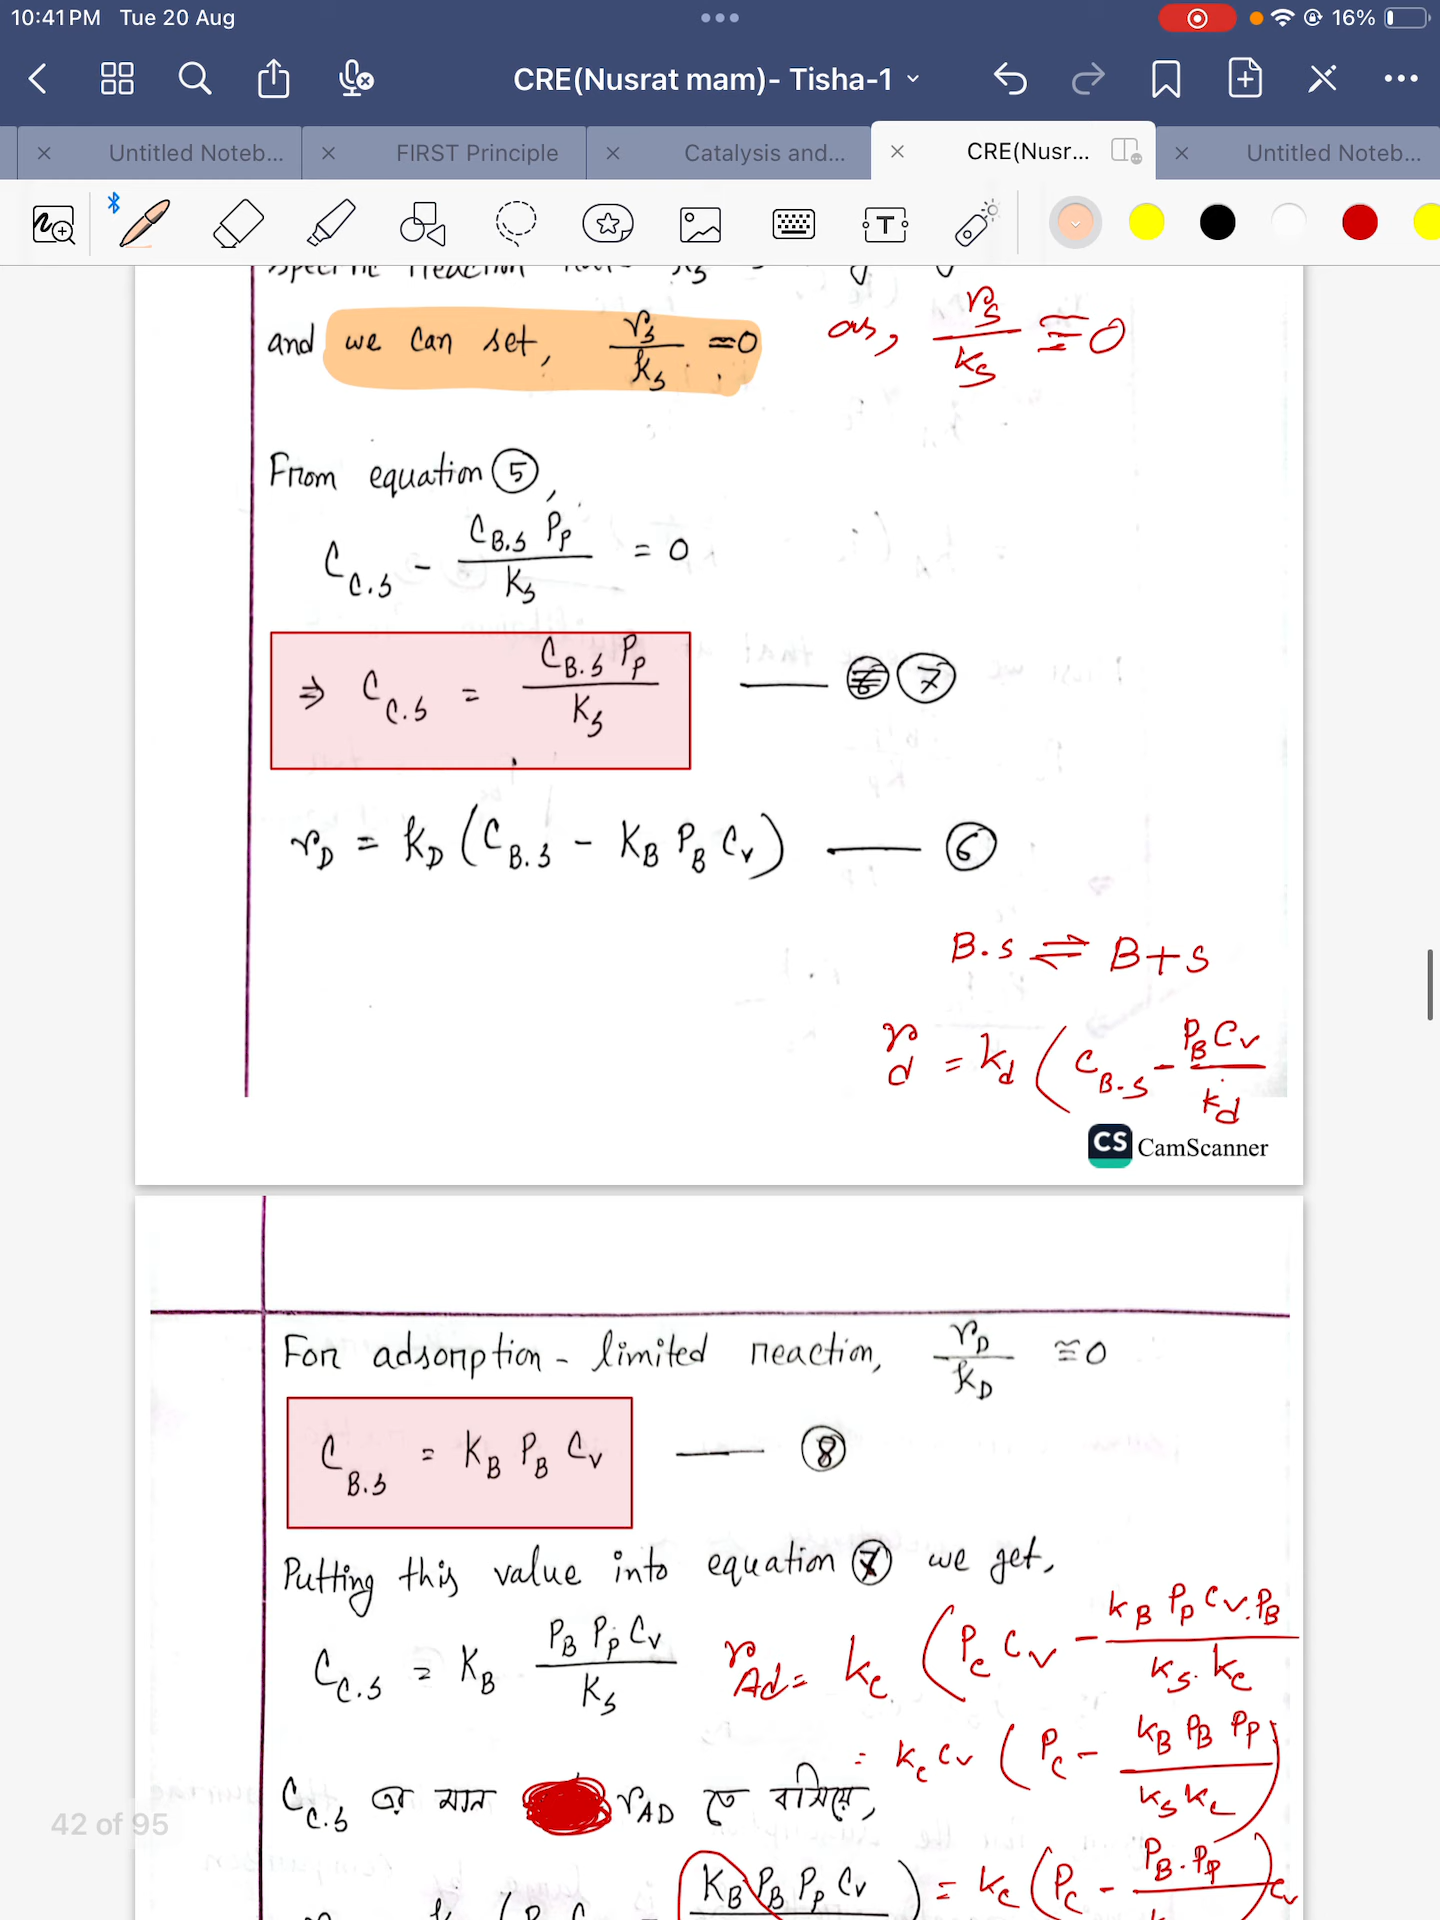 10:41 PM Tue 20 Aug
16%
CRE(Nusrat mam)- Tisha-1
Untitled Noteb...
FIRST Principle
Catalysis and...
CRE(Nusr...
Untitled Noteb...
and we can set, r_s/k_s ≈0 as, r_s/k_s ≅0
From equation ⑤,
C_C.S - C_B.S P_P / K_S = 0
⇒ C_C.S = C_B.S P_P / K_S —— ⑦
r_D = k_D (C_B.S - K_B P_B C_v) —— ⑥
B.S ⇌ B+S
r_d = k_d (C_B.S - P_B C_v / k_d
CS CamScanner
For adsorption - limited reaction, r_D/k_D ≅0
C_B.S = K_B P_B C_v —— ⑧
Putting this value into equation ⑦ we get,
C_C.S = K_B P_B P_P C_v / K_S
r_Ad = k_c (P_c C_v - k_B P_P C_v . P_B / k_S . k_c
= k_c C_v (P_c - k_B P_B P_P / k_S k_c)
C_C.S এর মান r_AD তে বসিয়ে,
42 of 95
K_B P_B P_P C_v ) = k_c (P_c - P_B . P_P ) C_v